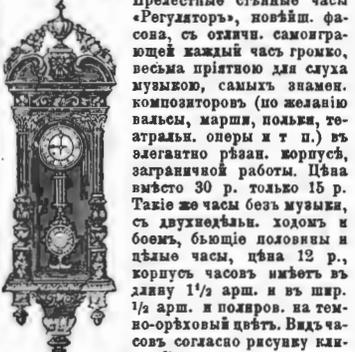 Прелестные стѣнные часы
«Регуляторъ», новѣйш. фа-
сона, съ отличн. самоигра-
ющей каждый часъ громко,
весьма пріятною для слуха
музыкою, самыхъ знамен.
композиторовъ (по желанію
вальсы, марши, польки, те-
атральн. оперы и т п.) въ
элегантно рѣзан. корпусѣ,
заграничной работы. Цѣна
вмѣсто 30 р. только 15 р.
Такіе же часы безъ музыки,
съ двухнедѣльн. ходомъ и
боемъ, бьющіе половины и
цѣлые часы, цѣна 12 р.,
корпусъ часовъ имѣетъ въ
длину 1¹/₂ арш. и въ шир.
¹/₂ арш. и полиров. на тем-
но-орѣховый цвѣтъ. Видъ ча-
совъ согласно рисунку кли-